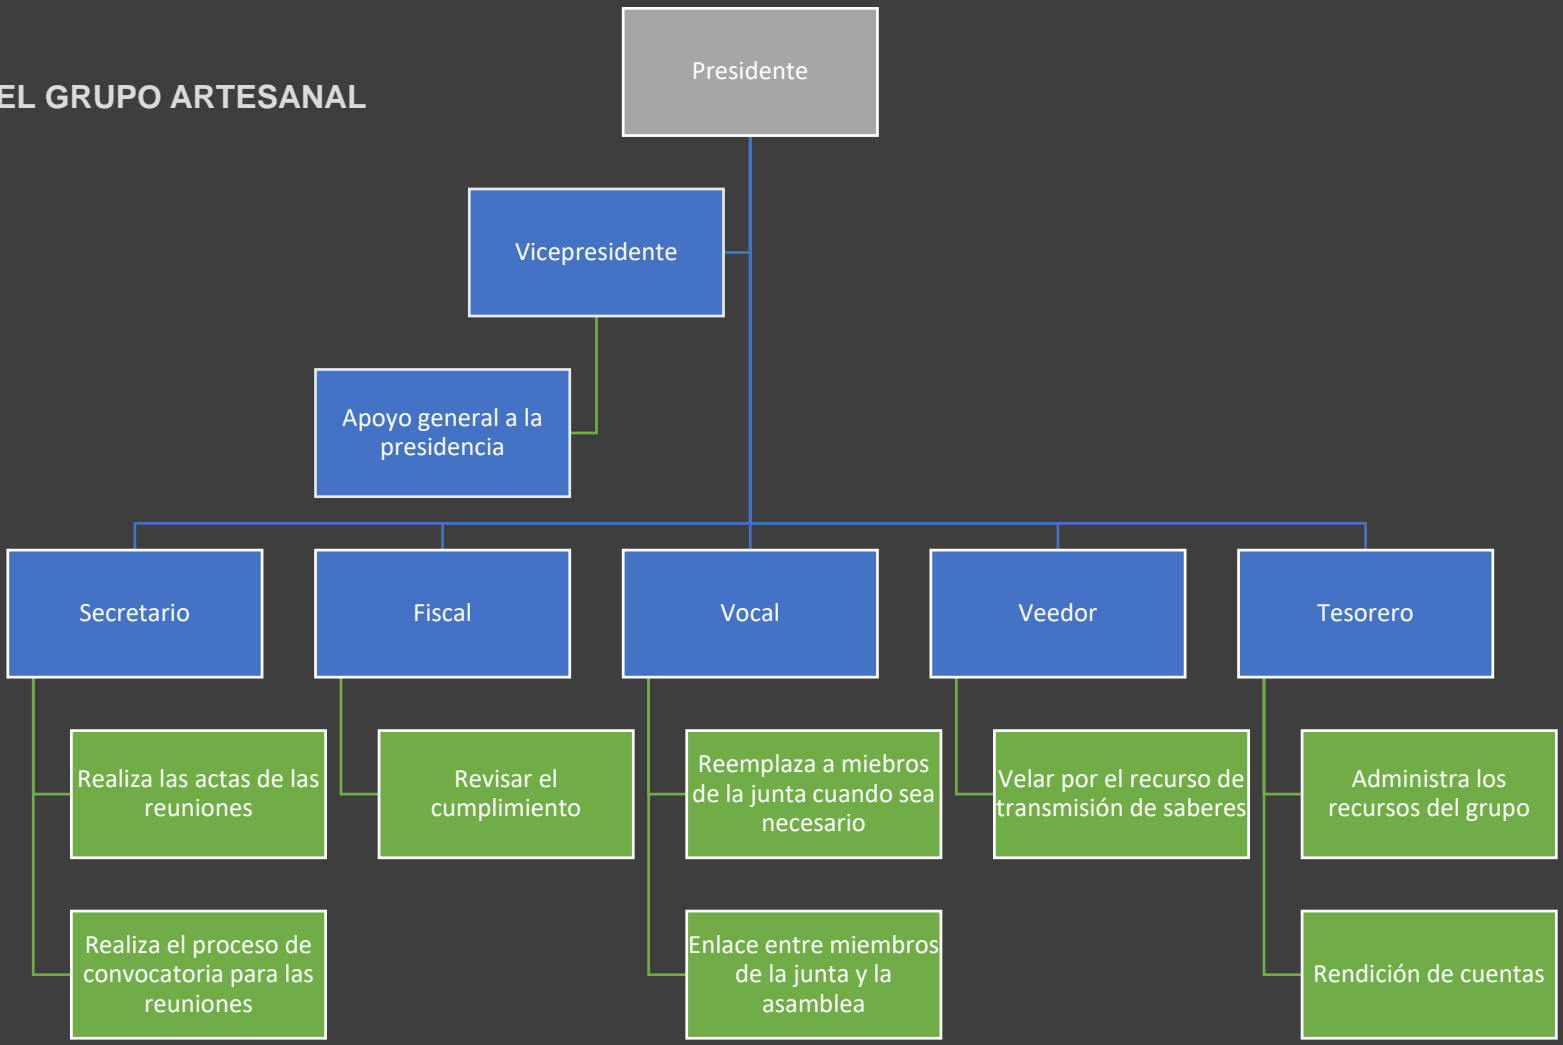 Presidente
EL GRUPO ARTESANAL
Vicepresidente
Apoyo general a la
presidencia
Secretario
Fiscal
Vocal
Veedor
Tesorero
Realiza las actas de las
reuniones
Revisar el
cumplimiento
Reemplaza a miebros
de la junta cuando sea
necesario
Velar por el recurso de
transmisión de saberes
Administra los
recursos del grupo
Realiza el proceso de
convocatoria para las
reuniones
Enlace entre miembros
de la junta y la
asamblea
Rendición de cuentas